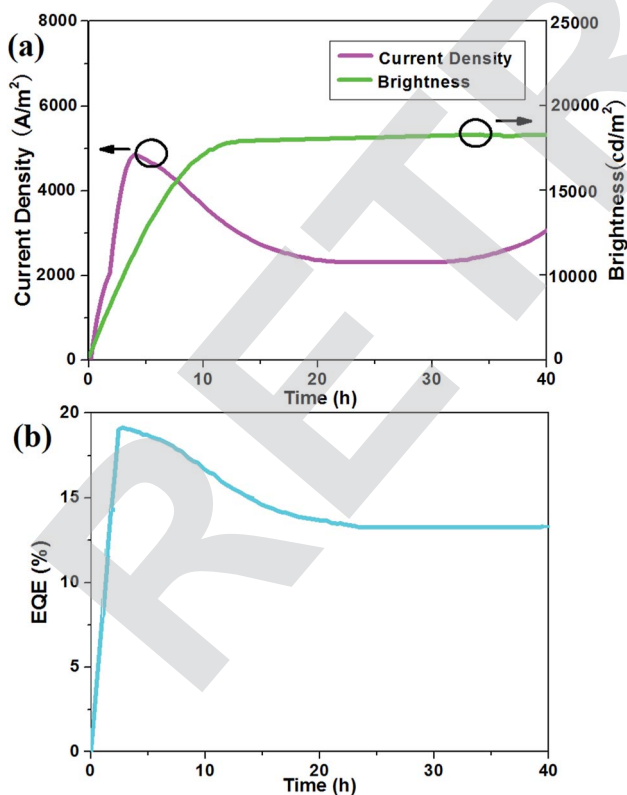 (a)
Current Density (A/m²)
8000
6000
4000
2000
0
Current Density
Brightness
25000
20000
15000
10000
0
Brightness(cd/m²)
0 10 20 30 40
Time (h)
(b)
EQE (%)
20
15
10
5
0
0 10 20 30 40
Time (h)
RETR